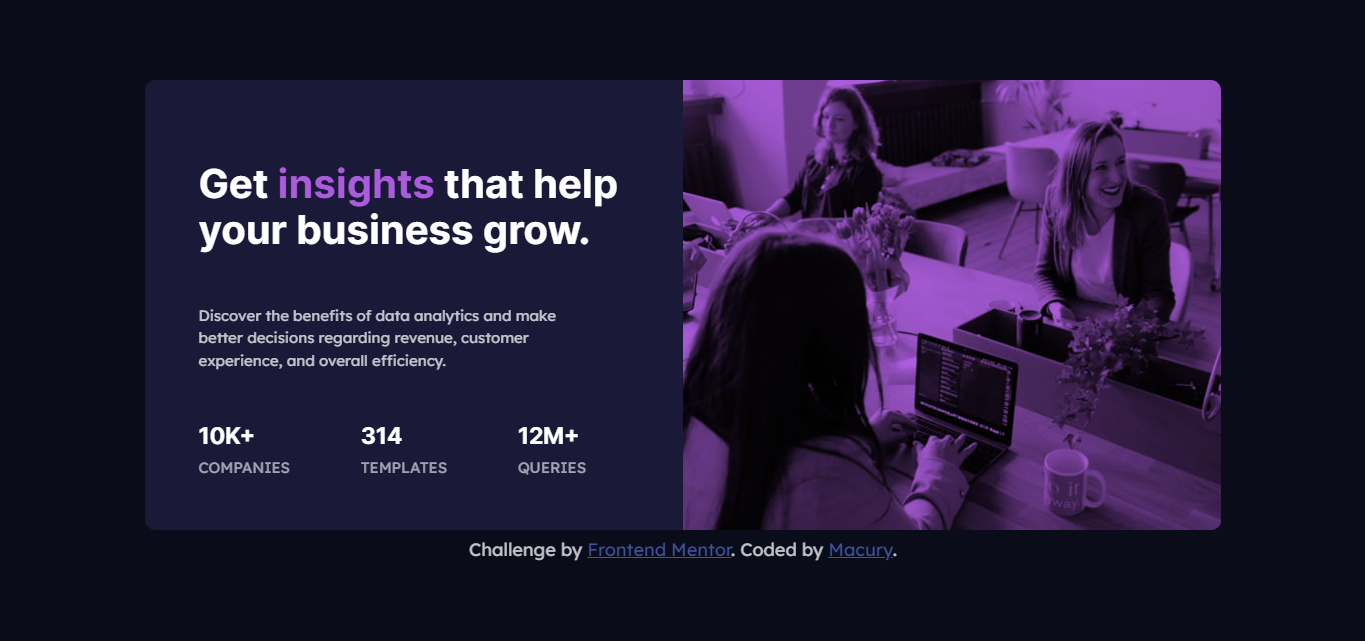 Get insights that help
your business grow.
Discover the benefits of data analytics and make
better decisions regarding revenue, customer
experience, and overall efficiency.
10K+ 314 12M+
COMPANIES TEMPLATES QUERIES
Challenge by Frontend Mentor. Coded by Macury.